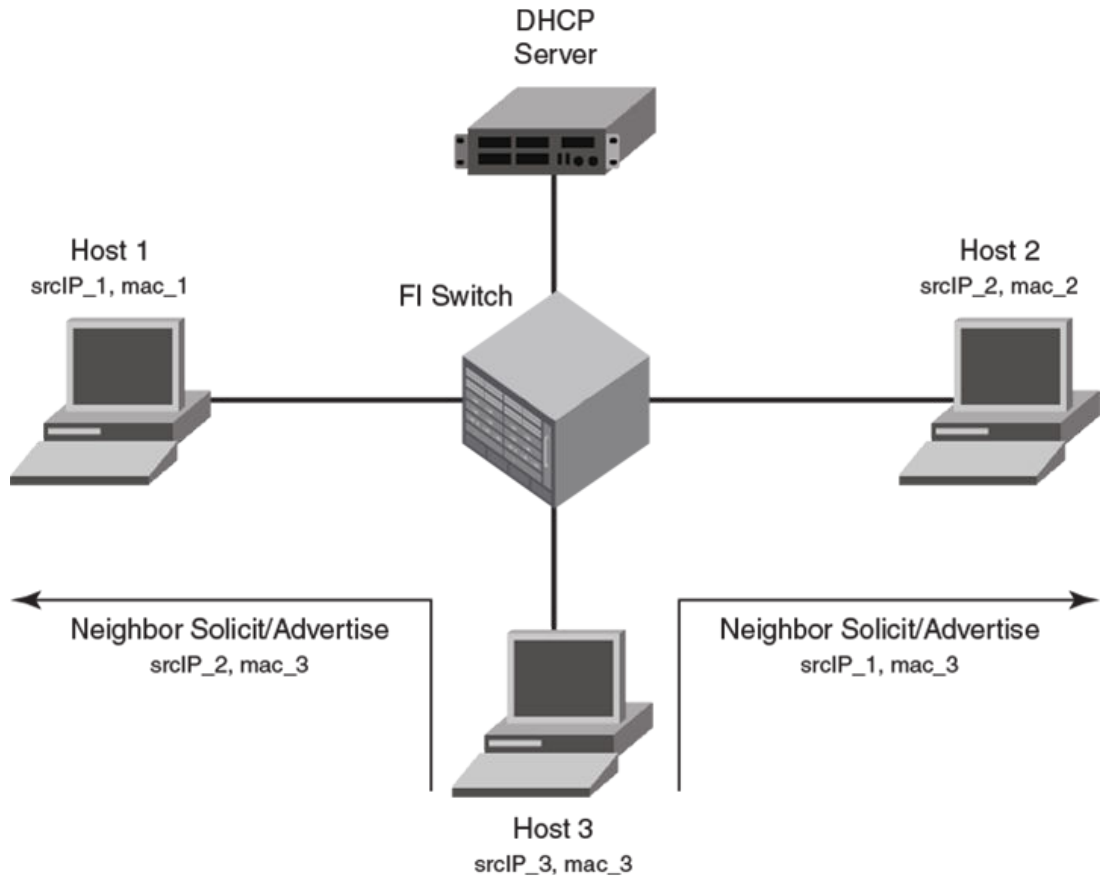 DHCP
Server
Host 1
srcIP_1, mac_1
Host 2
srcIP_2, mac_2
FI Switch
Neighbor Solicit/Advertise
srcIP_2, mac_3
Neighbor Solicit/Advertise
srcIP_1, mac_3
Host 3
srcIP_3, mac_3